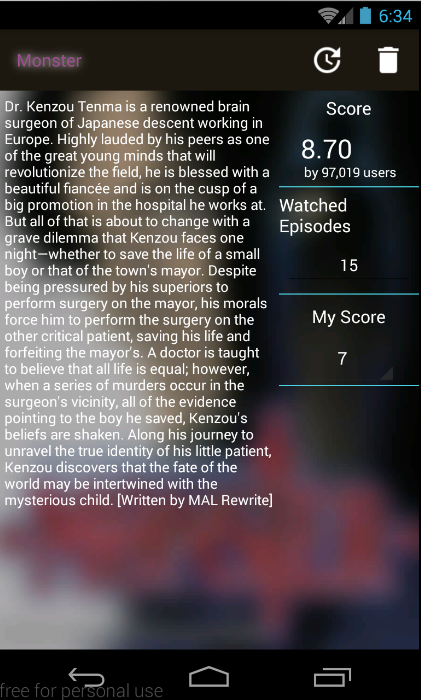 6:34
Monster
Dr. Kenzou Tenma is a renowned brain
surgeon of Japanese descent working in
Europe. Highly lauded by his peers as one
of the great young minds that will
revolutionize the field, he is blessed with a
beautiful fiancée and is on the cusp of a
big promotion in the hospital he works at.
But all of that is about to change with a
grave dilemma that Kenzou faces one
night—whether to save the life of a small
boy or that of the town's mayor. Despite
being pressured by his superiors to
perform surgery on the mayor, his morals
force him to perform the surgery on the
other critical patient, saving his life and
forfeiting the mayor's. A doctor is taught
to believe that all life is equal; however,
when a series of murders occur in the
surgeon's vicinity, all of the evidence
pointing to the boy he saved, Kenzou's
beliefs are shaken. Along his journey to
unravel the true identity of his little patient,
Kenzou discovers that the fate of the
world may be intertwined with the
mysterious child. [Written by MAL Rewrite]
Score
8.70
by 97,019 users
Watched
Episodes
15
My Score
7
free for personal use